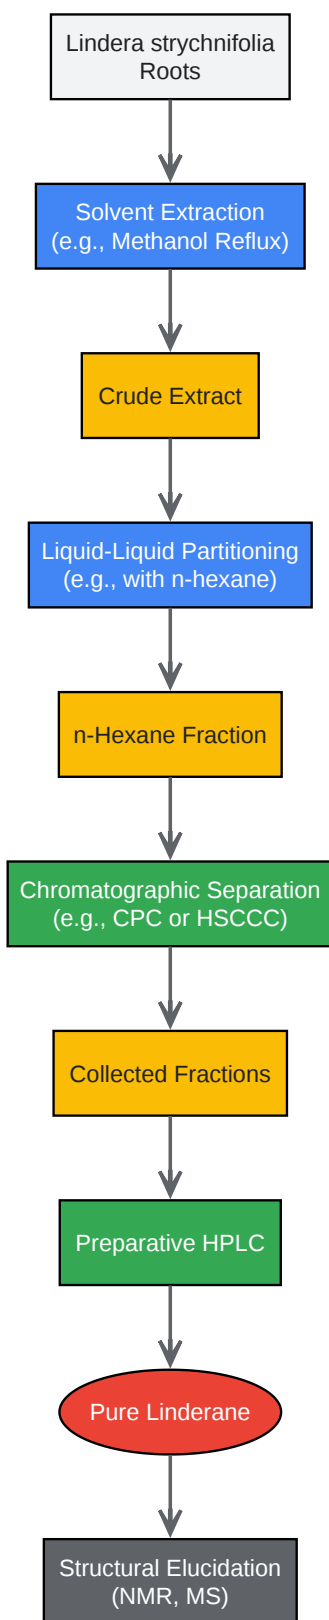 Lindera strychnifolia
Roots
Solvent Extraction
(e.g., Methanol Reflux)
Crude Extract
Liquid-Liquid Partitioning
(e.g., with n-hexane)
n-Hexane Fraction
Chromatographic Separation
(e.g., CPC or HSCCC)
Collected Fractions
Preparative HPLC
Pure Linderane
Structural Elucidation
(NMR, MS)